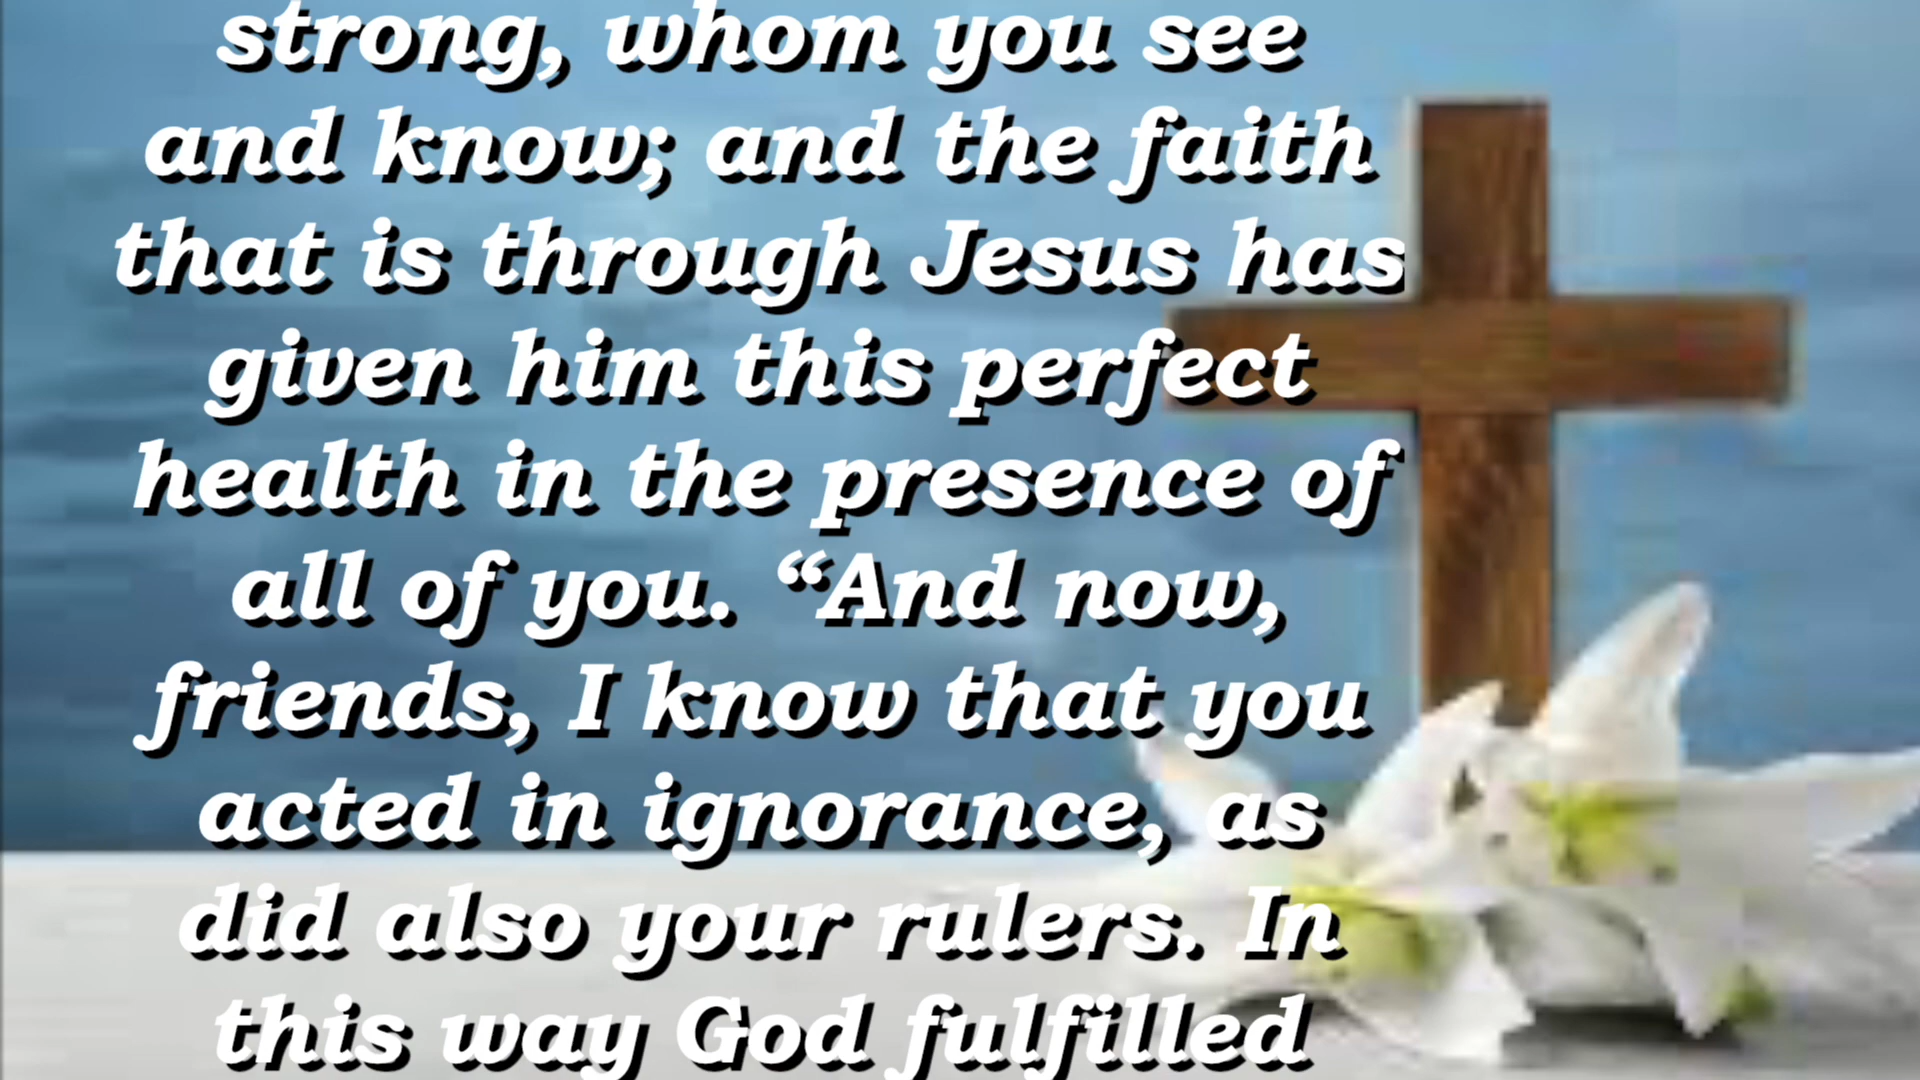 strong, whom you see
and know; and the faith
that is through Jesus has
given him this perfect
health in the presence of
all of you. “And now,
friends, I know that you
acted in ignorance, as
did also your rulers. In
this way God fulfilled